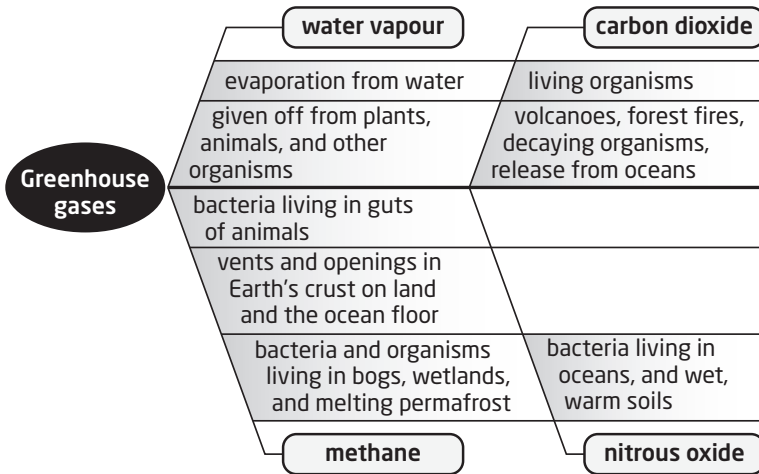 water vapour
carbon dioxide
evaporation from water
living organisms
given off from plants,
animals, and other
organisms
volcanoes, forest fires,
decaying organisms,
release from oceans
Greenhouse
gases
bacteria living in guts
of animals
vents and openings in
Earth's crust on land
and the ocean floor
bacteria and organisms
living in bogs, wetlands,
and melting permafrost
bacteria living in
oceans, and wet,
warm soils
methane
nitrous oxide